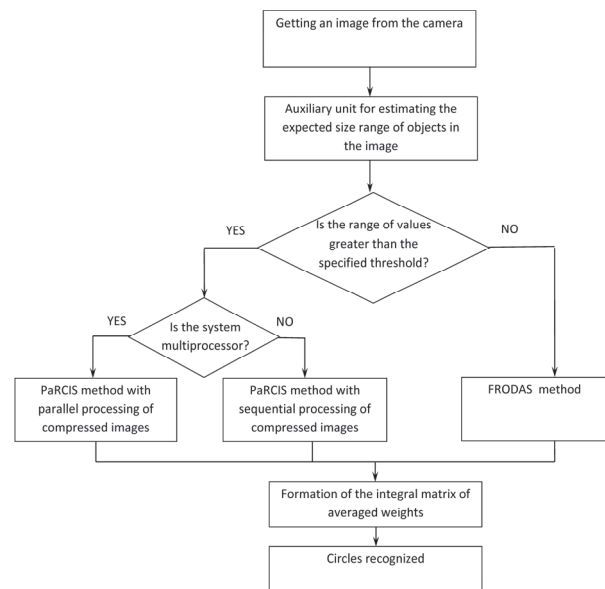 Getting an image from the camera
Auxiliary unit for estimating the
expected size range of objects in
the image
Is the range of values
greater than the
specified threshold?
YES
NO
Is the system
multiprocessor?
YES
NO
PaRCIS method with
parallel processing of
compressed images
PaRCIS method with
sequential processing of
compressed images
FRODAS method
Formation of the integral matrix of
averaged weights
Circles recognized